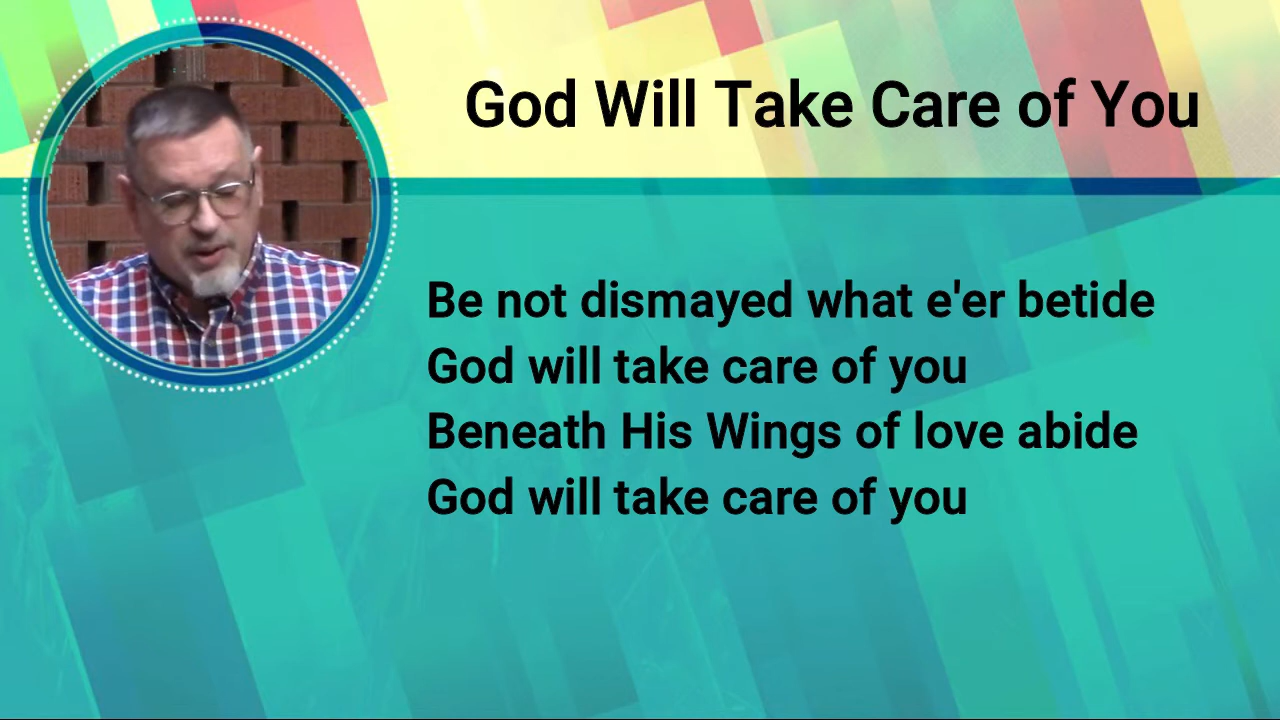 God Will Take Care of You
Be not dismayed what e'er betide
God will take care of you
Beneath His Wings of love abide
God will take care of you